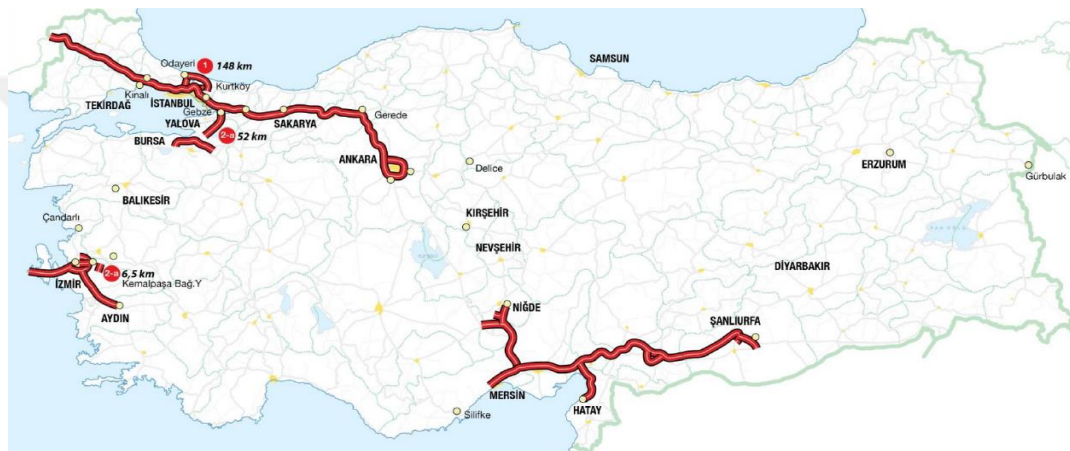 Odayeri
1
148 km
SAMSUN
Kurtköy
Kınalı
TEKİRDAĞ
İSTANBUL
Gebze
YALOVA
SAKARYA
Gerede
BURSA
2-a
52 km
ANKARA
Delice
ERZURUM
Gürbulak
BALIKESİR
KIRŞEHİR
Çandarlı
NEVŞEHİR
DİYARBAKIR
2-a
6,5 km
İZMİR
Kemalpaşa Bağ.Y
NİĞDE
AYDIN
ŞANLIURFA
MERSİN
HATAY
Silifke